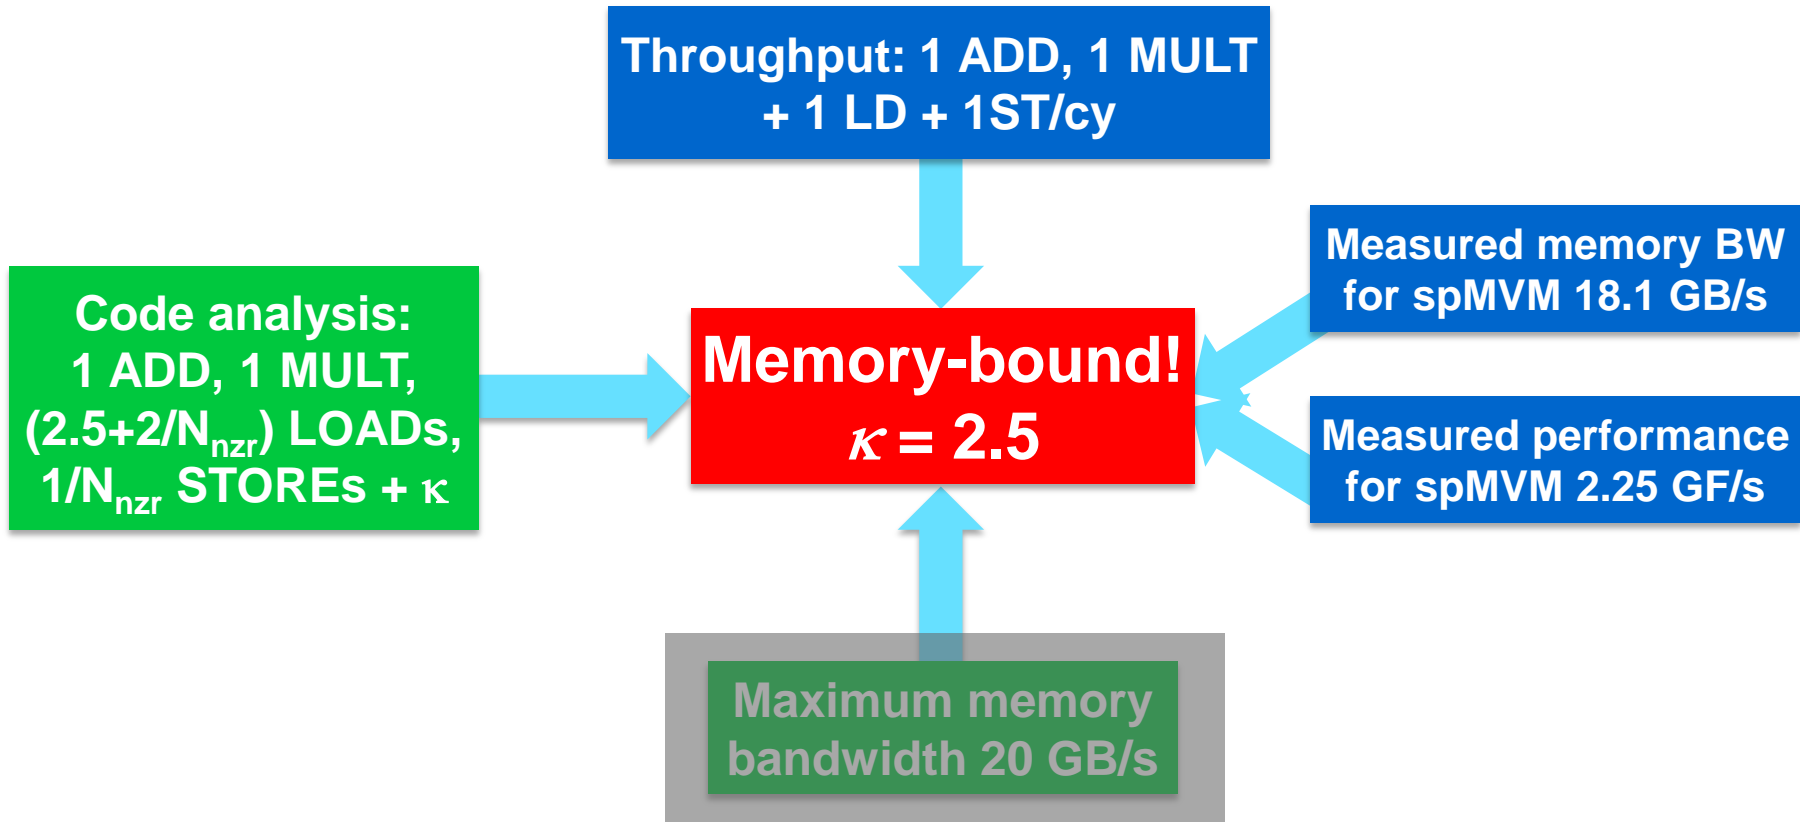 Throughput: 1 ADD, 1 MULT
+ 1 LD + 1ST/cy
Measured memory BW
for spMVM 18.1 GB/s
Code analysis:
1 ADD, 1 MULT,
(2.5+2/Nnzr) LOADs,
1/Nnzr STOREs + κ
Memory-bound!
κ = 2.5
Measured performance
for spMVM 2.25 GF/s
Maximum memory
bandwidth 20 GB/s